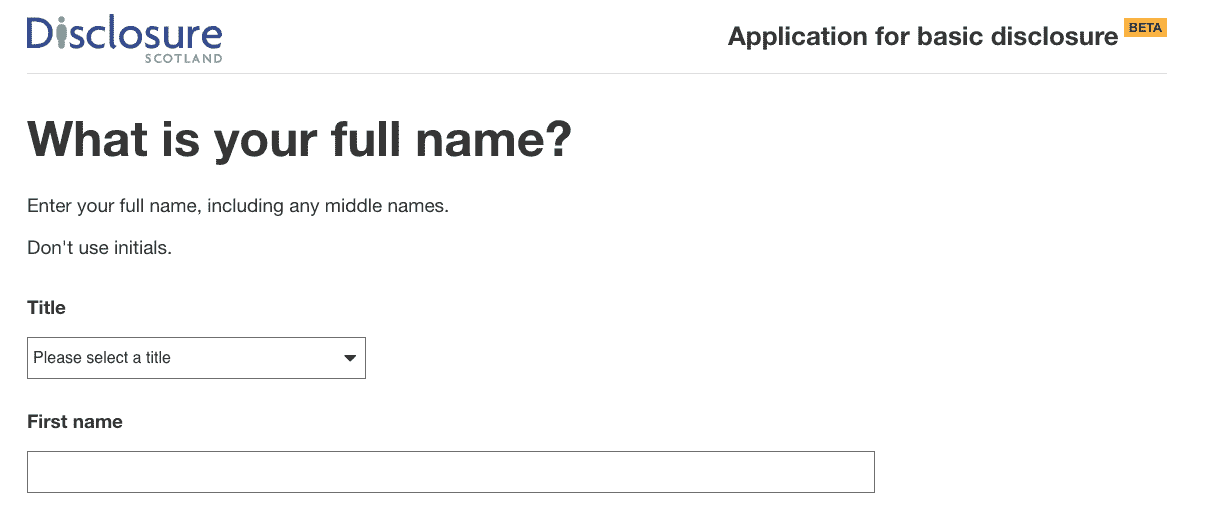 Disclosure
SCOTLAND
Application for basic disclosure BETA
What is your full name?
Enter your full name, including any middle names.
Don't use initials.
Title
Please select a title
First name